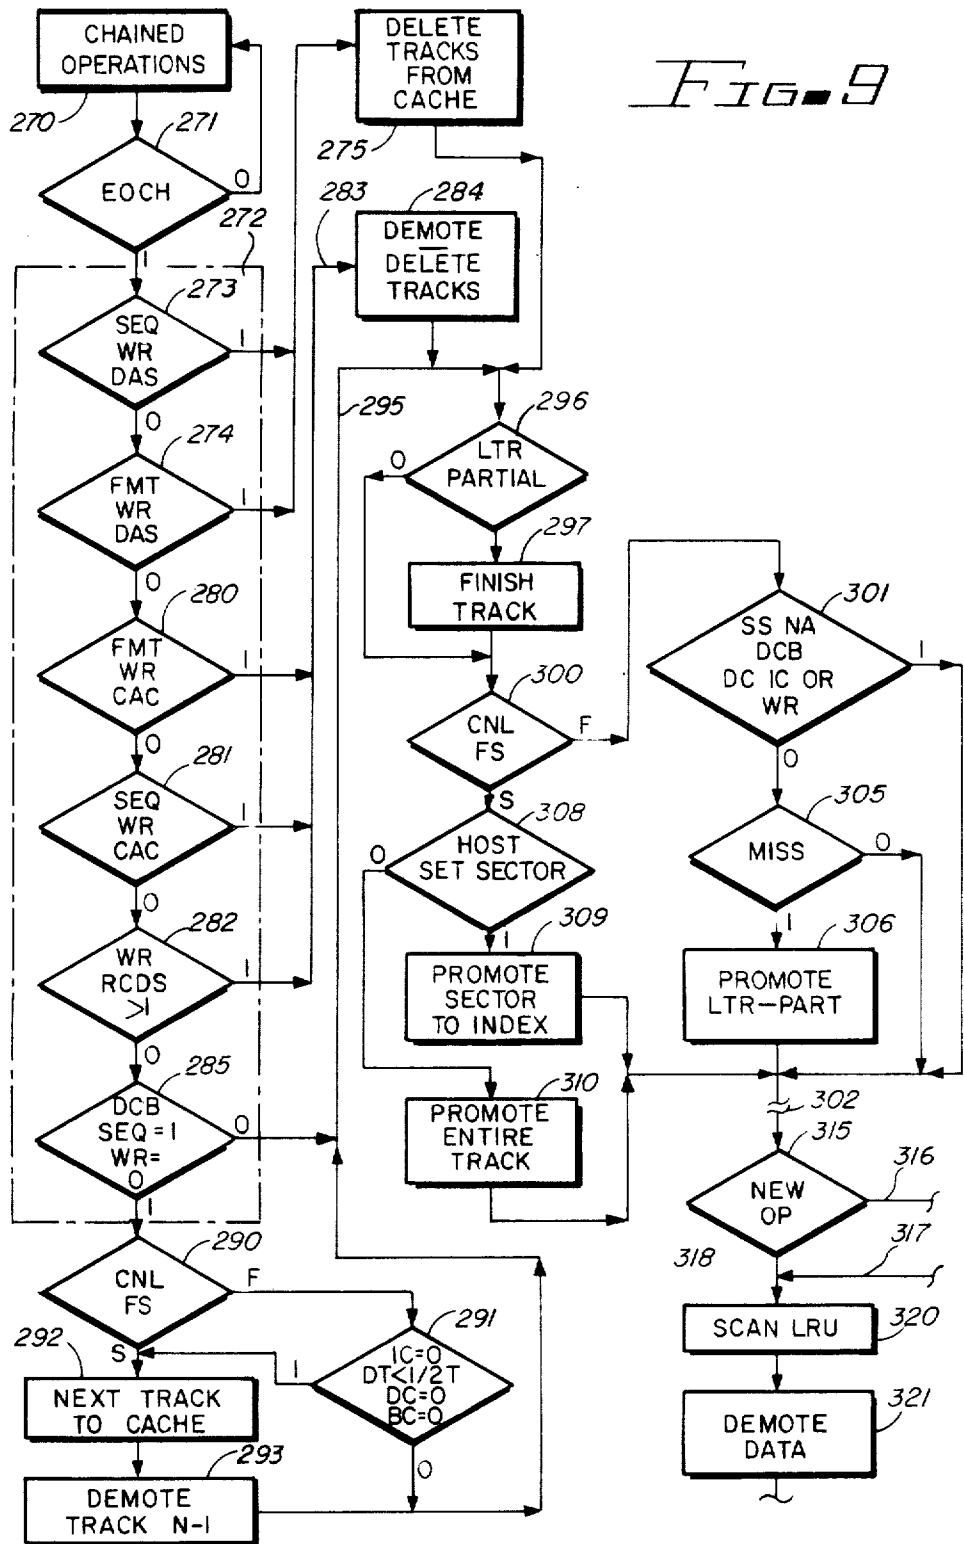 FIG. 9
CHAINED
OPERATIONS
270
271
EOCH
0
1
272
273
SEQ
WR
DAS
1
0
274
FMT
WR
DAS
1
0
280
FMT
WR
CAC
1
0
281
SEQ
WR
CAC
1
0
282
WR
RCDS
>1
1
0
285
DCB
SEQ=1
WR=
0
0
1
290
CNL
FS
F
S
291
IC=0
DT<1/2T
DC=0
BC=0
1
0
292
NEXT TRACK
TO CACHE
293
DEMOTE
TRACK N-1
DELETE
TRACKS
FROM
CACHE
275
283
284
DEMOTE
DELETE
TRACKS
295
296
LTR
PARTIAL
0
297
FINISH
TRACK
300
CNL
FS
F
S
308
HOST
SET SECTOR
0
1
309
PROMOTE
SECTOR
TO INDEX
310
PROMOTE
ENTIRE
TRACK
301
SS NA
DCB
DC IC OR
WR
1
0
305
MISS
0
1
306
PROMOTE
LTR-PART
302
315
NEW
OP
316
317
318
SCAN LRU
320
321
DEMOTE
DATA